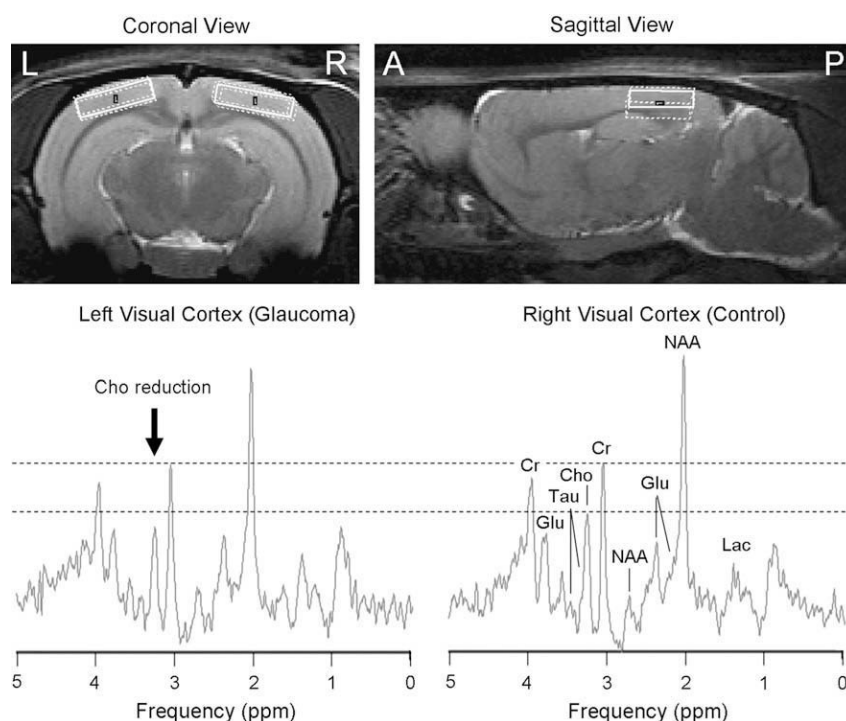 Coronal View
Sagittal View
L
R
A
P
Left Visual Cortex (Glaucoma)
Right Visual Cortex (Control)
Cho reduction
NAA
Cr
Cr
Cho
Tau
Glu
Glu
NAA
Lac
5 4 3 2 1 0
5 4 3 2 1 0
Frequency (ppm)
Frequency (ppm)